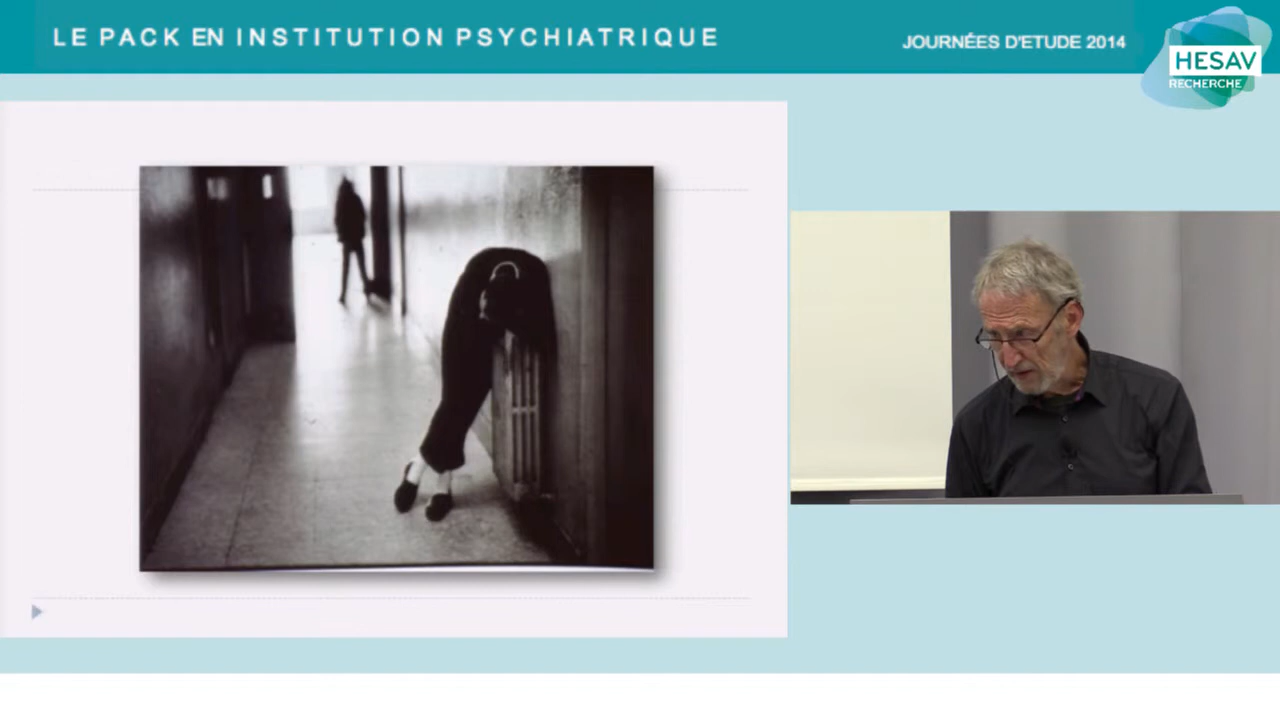 LE PACK EN INSTITUTION PSYCHIATRIQUE
JOURNÉES D'ETUDE 2014
HESAV
RECHERCHE